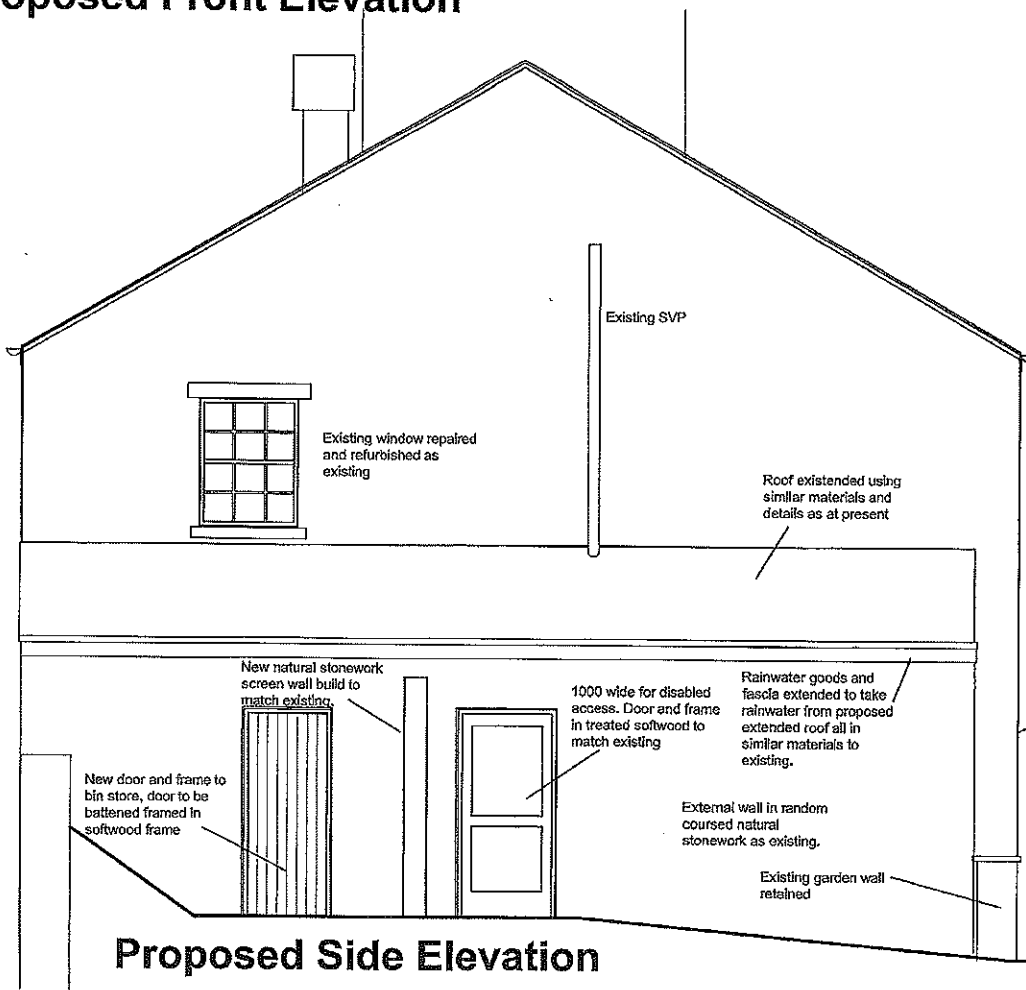 oposed Front Elevation
Existing SVP
Existing window repaired
and refurbished as
existing
Roof existended using
similar materials and
details as at present
New natural stonework
screen wall build to
match existing.
1000 wide for disabled
access. Door and frame
in treated softwood to
match existing
Rainwater goods and
fascia extended to take
rainwater from proposed
extended roof all in
similar materials to
existing.
New door and frame to
bin store, door to be
battened framed in
softwood frame
External wall in random
coursed natural
stonework as existing.
Existing garden wall
retained
Proposed Side Elevation